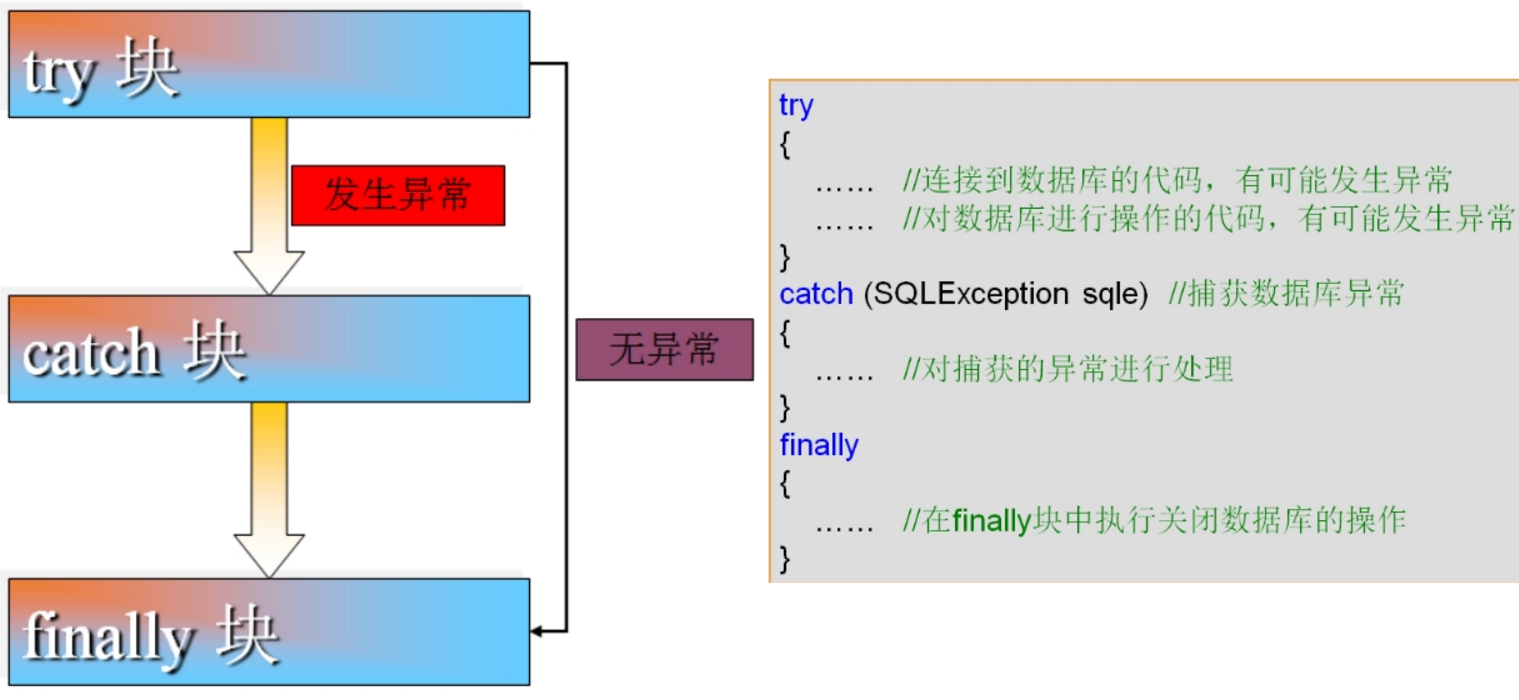 try 块
发生异常
catch 块
无异常
finally 块
try
{
…… //连接到数据库的代码，有可能发生异常
…… //对数据库进行操作的代码，有可能发生异常
}
catch (SQLException sqle) //捕获数据库异常
{
…… //对捕获的异常进行处理
}
finally
{
…… //在finally块中执行关闭数据库的操作
}